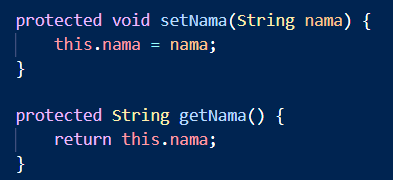 protected void setNama(String nama) {
    this.nama = nama;
}

protected String getNama() {
    return this.nama;
}